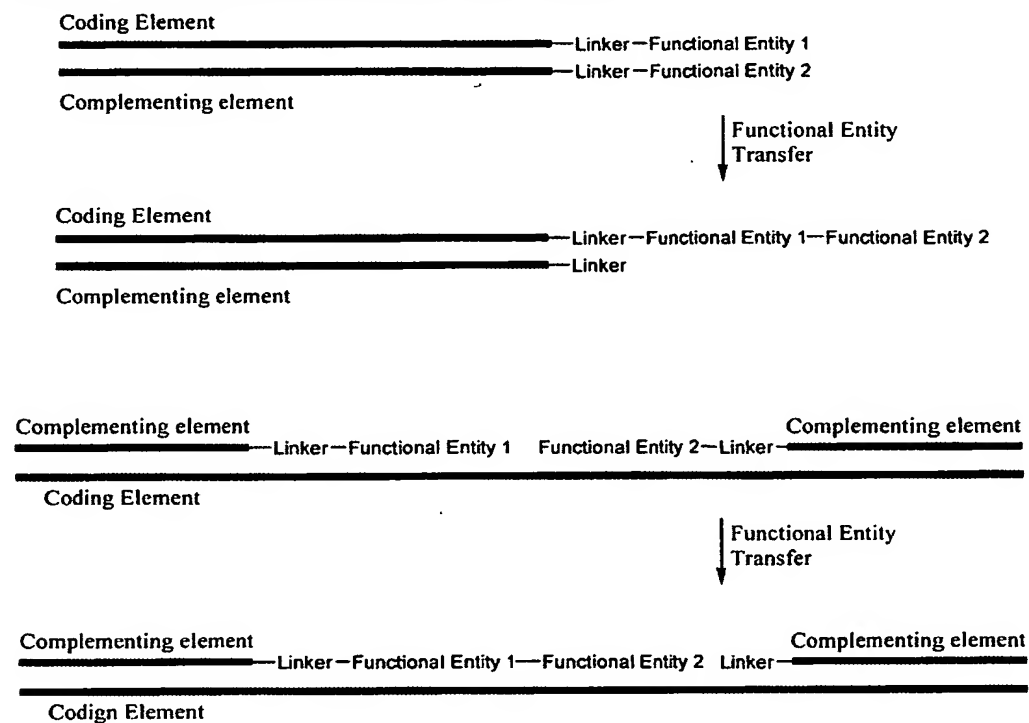 Coding Element
Linker—Functional Entity 1
Linker—Functional Entity 2
Complementing element
Functional Entity
Transfer
Coding Element
Linker—Functional Entity 1—Functional Entity 2
Linker
Complementing element
Complementing element
Complementing element
Linker—Functional Entity 1 Functional Entity 2—Linker
Coding Element
Functional Entity
Transfer
Complementing element
Complementing element
Linker—Functional Entity 1—Functional Entity 2 Linker
Codign Element